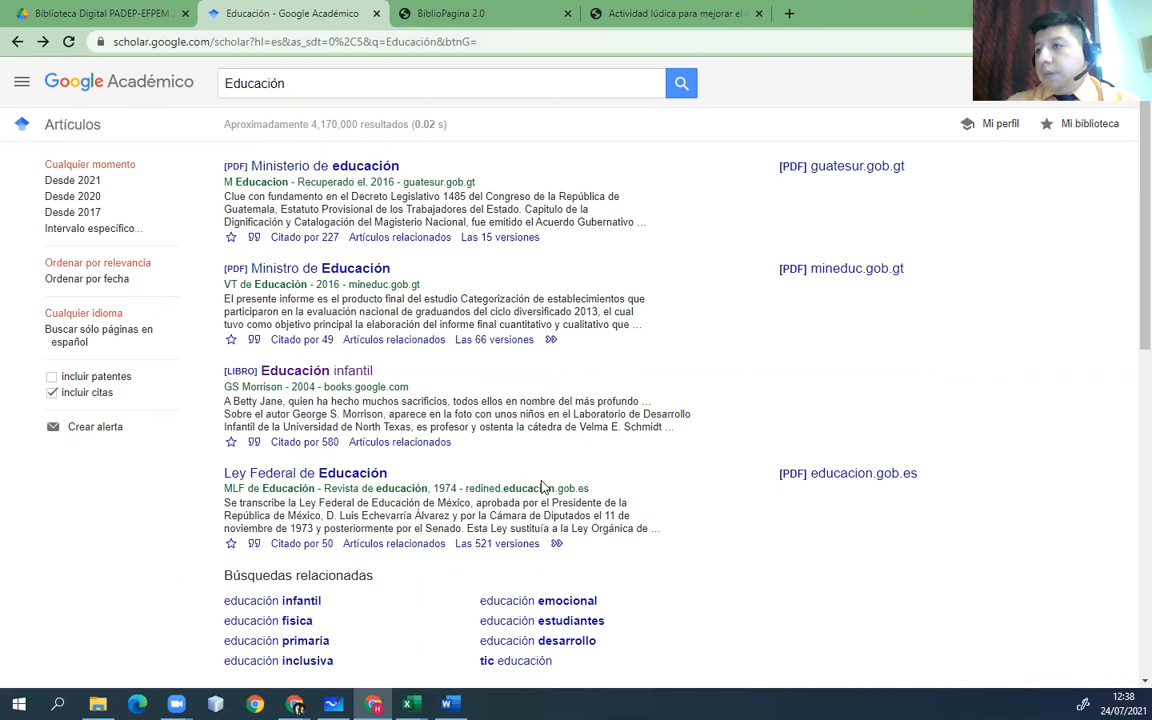 Biblioteca Digital PADEP-EFPEM
Educación - Google Académico
BiblioPagina 2.0
Actividad lúdica para mejorar el
scholar.google.com/scholar?hl=es&as_sdt=0%2C5&q=Educación&btnG=
Google Académico
Educación
Artículos
Aproximadamente 4,170,000 resultados (0.02 s)
Mi perfil
Mi biblioteca
Cualquier momento
Desde 2021
Desde 2020
Desde 2017
Intervalo específico...
Ordenar por relevancia
Ordenar por fecha
Cualquier idioma
Buscar sólo páginas en
español
incluir patentes
incluir citas
Crear alerta
[PDF] Ministerio de educación
[PDF] guatesur.gob.gt
M Educacion - Recuperado el, 2016 - guatesur.gob.gt
Clue con fundamento en el Decreto Legislativo 1485 del Congreso de la República de
Guatemala, Estatuto Provisional de los Trabajadores del Estado. Capitulo de la
Dignificación y Catalogación del Magisterio Nacional, fue emitido el Acuerdo Gubernativo ...
Citado por 227 Artículos relacionados Las 15 versiones
[PDF] Ministro de Educación
[PDF] mineduc.gob.gt
VT de Educación - 2016 - mineduc.gob.gt
El presente informe es el producto final del estudio Categorización de establecimientos que
participaron en la evaluación nacional de graduandos del ciclo diversificado 2013, el cual
tuvo como objetivo principal la elaboración del informe final cuantitativo y cualitativo que ...
Citado por 49 Artículos relacionados Las 66 versiones
[LIBRO] Educación infantil
GS Morrison - 2004 - books.google.com
A Betty Jane, quien ha hecho muchos sacrificios, todos ellos en nombre del más profundo ...
Sobre el autor George S. Morrison, aparece en la foto con unos niños en el Laboratorio de Desarrollo
Infantil de la Universidad de North Texas, es profesor y ostenta la cátedra de Velma E. Schmidt ...
Citado por 580 Artículos relacionados
Ley Federal de Educación
[PDF] educacion.gob.es
MLF de Educación - Revista de educación, 1974 - redined.educacion.gob.es
Se transcribe la Ley Federal de Educación de México, aprobada por el Presidente de la
República de México, D. Luis Echevarría Álvarez y por la Cámara de Diputados el 11 de
noviembre de 1973 y posteriormente por el Senado. Esta Ley sustituía a la Ley Orgánica de ...
Citado por 50 Artículos relacionados Las 521 versiones
Búsquedas relacionadas
educación infantil
educación emocional
educación física
educación estudiantes
educación primaria
educación desarrollo
educación inclusiva
tic educación
12:38
24/07/2021